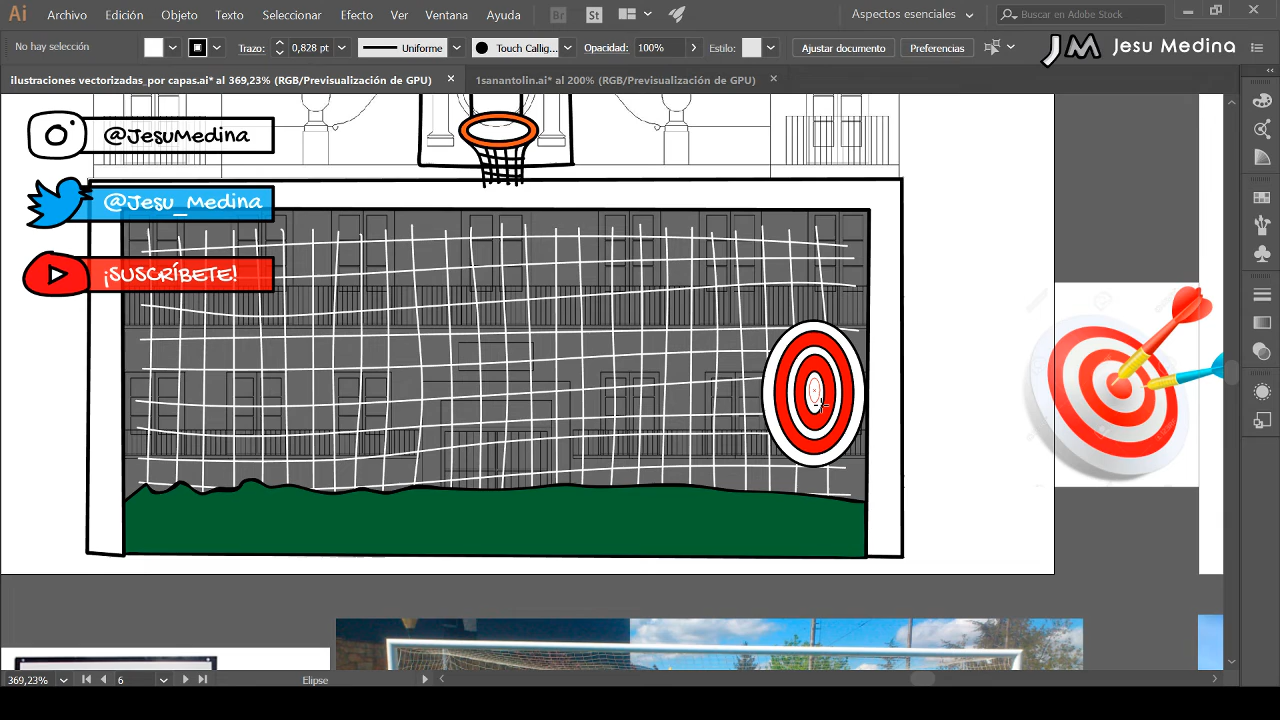 Ai Archivo Edición Objeto Texto Seleccionar Efecto Ver Ventana Ayuda Br St Aspectos esenciales Buscar en Adobe Stock
No hay selección Trazo: 0,828 pt Uniforme Touch Callig... Opacidad: 100% Estilo: Ajustar documento Preferencias JM Jesu Medina
ilustraciones vectorizadas_por capas.ai* al 369,23% (RGB/Previsualización de GPU) 1sanantolin.ai* al 200% (RGB/Previsualización de GPU)
@JesuMedina
@Jesu_Medina
¡SUSCRÍBETE!
369,23% 6 Elipse